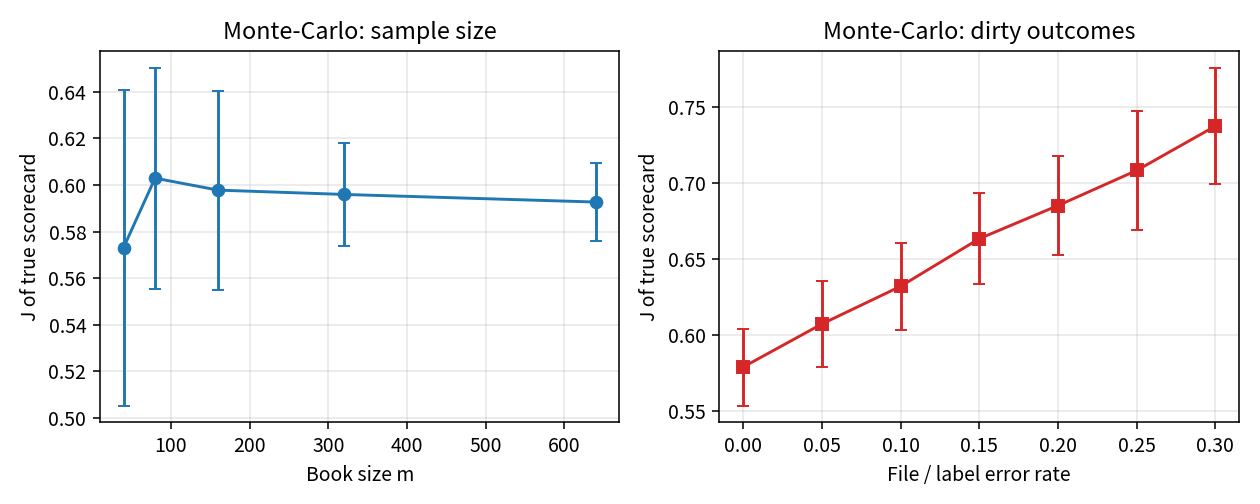 Monte-Carlo: sample size
J of true scorecard
0.64
0.62
0.60
0.58
0.56
0.54
0.52
0.50
100 200 300 400 500 600
Book size m
Monte-Carlo: dirty outcomes
J of true scorecard
0.75
0.70
0.65
0.60
0.55
0.00 0.05 0.10 0.15 0.20 0.25 0.30
File / label error rate